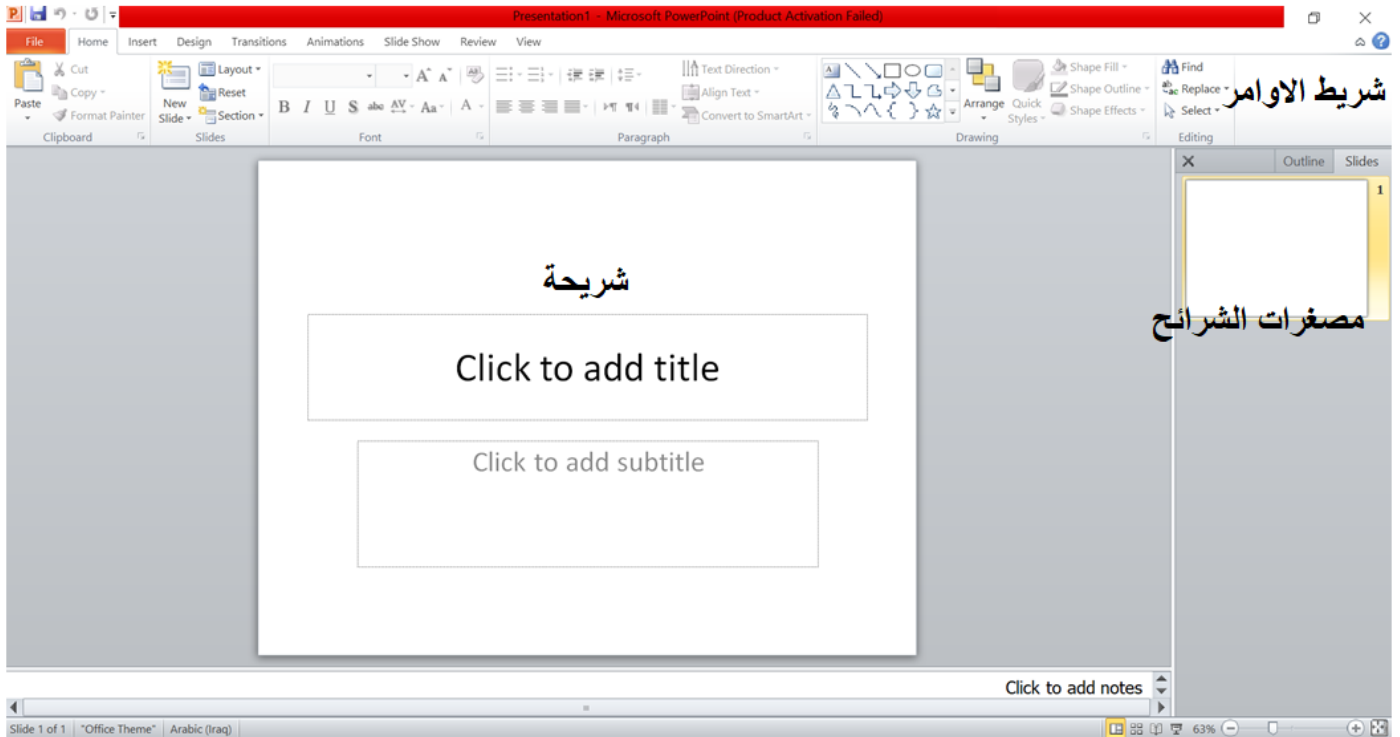 Presentation1 - Microsoft PowerPoint (Product Activation Failed)
File Home Insert Design Transitions Animations Slide Show Review View
Paste
Cut
Copy
Format Painter
Clipboard
New Slide
Layout
Reset
Section
Slides
B I U S abc AV Aa A
Font
Text Direction
Align Text
Convert to SmartArt
Paragraph
Arrange
Quick Styles
Shape Fill
Shape Outline
Shape Effects
Drawing
Find
Replace
Select
Editing
شريط الاوامر
Outline Slides
1
مصغرات الشرائح
شريحة
Click to add title
Click to add subtitle
Click to add notes
Slide 1 of 1 "Office Theme" Arabic (Iraq) 63%